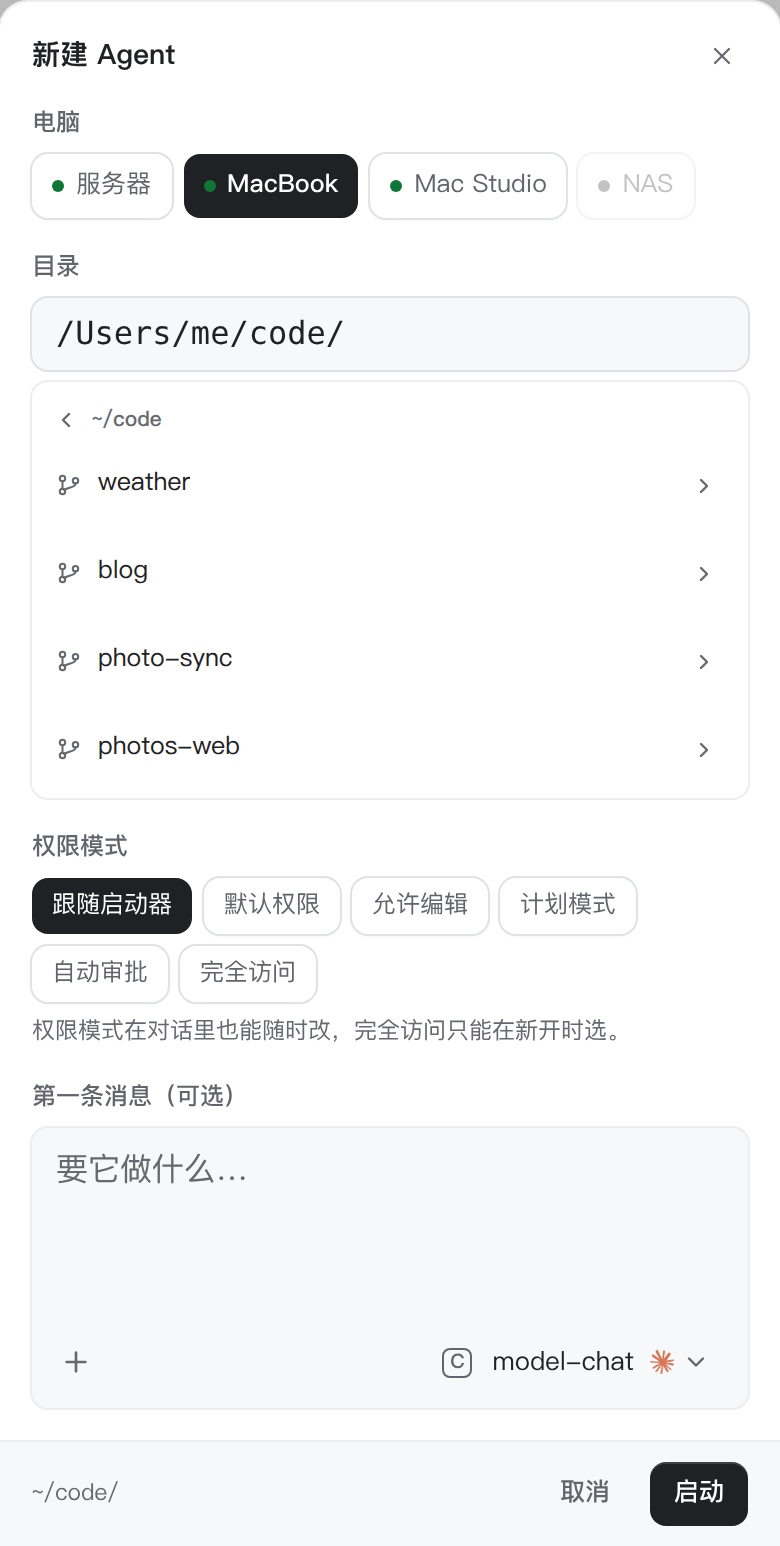 新建 Agent
电脑
服务器 MacBook Mac Studio NAS
目录
/Users/me/code/
~/code
weather
blog
photo-sync
photos-web
权限模式
跟随启动器 默认权限 允许编辑 计划模式
自动审批 完全访问
权限模式在对话里也能随时改，完全访问只能在新开时选。
第一条消息（可选）
要它做什么…
C model-chat
~/code/ 取消 启动